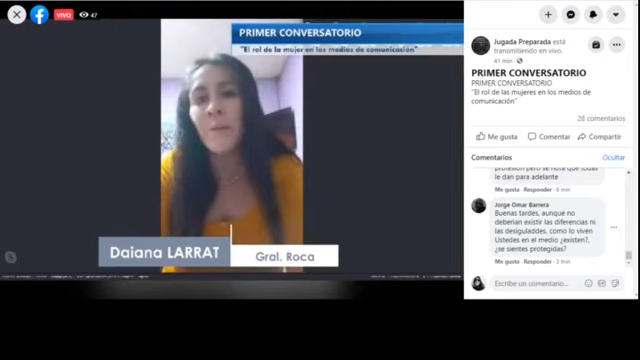 VIVO
47
PRIMER CONVERSATORIO
"El rol de la mujer en los medios de comunicación"
Daiana LARRAT
Gral. Roca
Jugada Preparada está
transmitiendo en vivo.
41 min
PRIMER CONVERSATORIO
PRIMER CONVERSATORIO
"El rol de las mujeres en los medios de
comunicación"
28 comentarios
Me gusta
Comentar
Compartir
Comentarios
Ocultar
profesión pero se nota que todas
le dan para adelante
Me gusta · Responder · 6 min
Jorge Omar Barrera
Buenas tardes, aunque no
deberían existir las diferencias ni
las desiguladdes, como lo viven
Ustedes en el medio ¿existen?,
¿se sientes protegidas?
Me gusta · Responder · 2 min
Escribe un comentario...